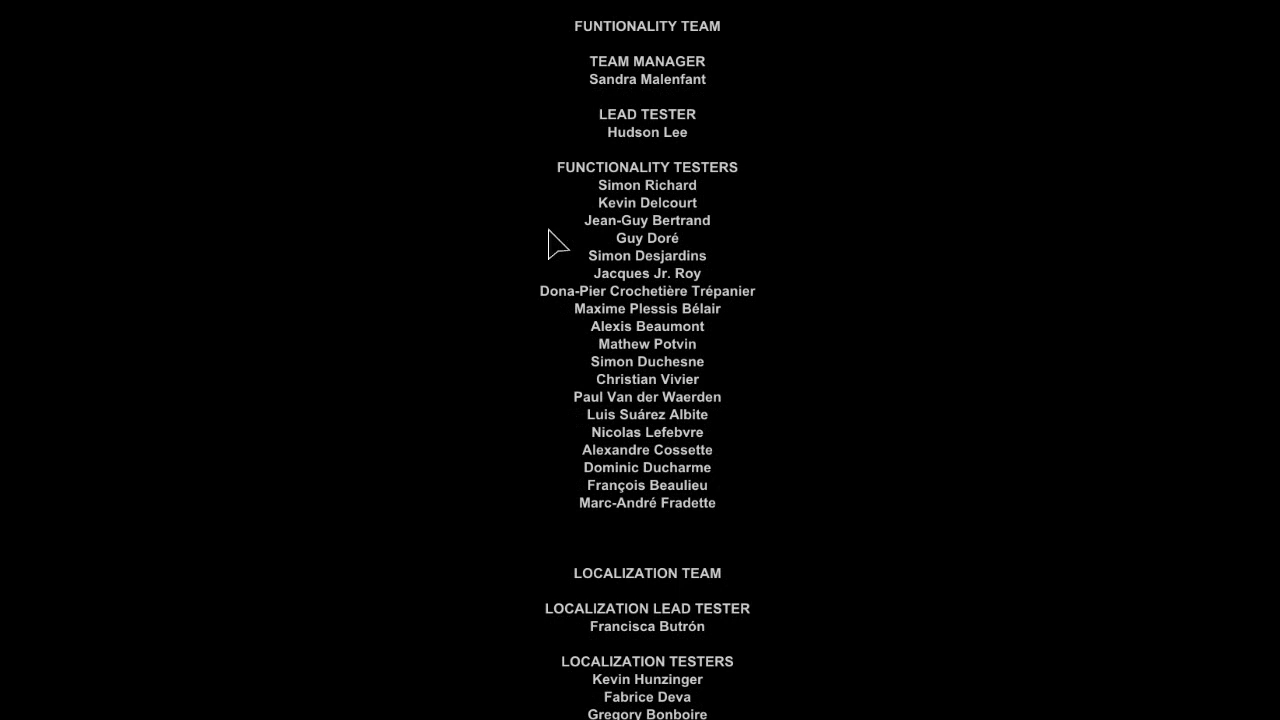 FUNTIONALITY TEAM
TEAM MANAGER
Sandra Malenfant
LEAD TESTER
Hudson Lee
FUNCTIONALITY TESTERS
Simon Richard
Kevin Delcourt
Jean-Guy Bertrand
Guy Doré
Simon Desjardins
Jacques Jr. Roy
Dona-Pier Crochetière Trépanier
Maxime Plessis Bélair
Alexis Beaumont
Mathew Potvin
Simon Duchesne
Christian Vivier
Paul Van der Waerden
Luis Suárez Albite
Nicolas Lefebvre
Alexandre Cossette
Dominic Ducharme
François Beaulieu
Marc-André Fradette
LOCALIZATION TEAM
LOCALIZATION LEAD TESTER
Francisca Butrón
LOCALIZATION TESTERS
Kevin Hunzinger
Fabrice Deva
Gregory Bonboire